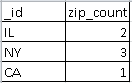 _id zip_count
IL 2
NY 3
CA 1